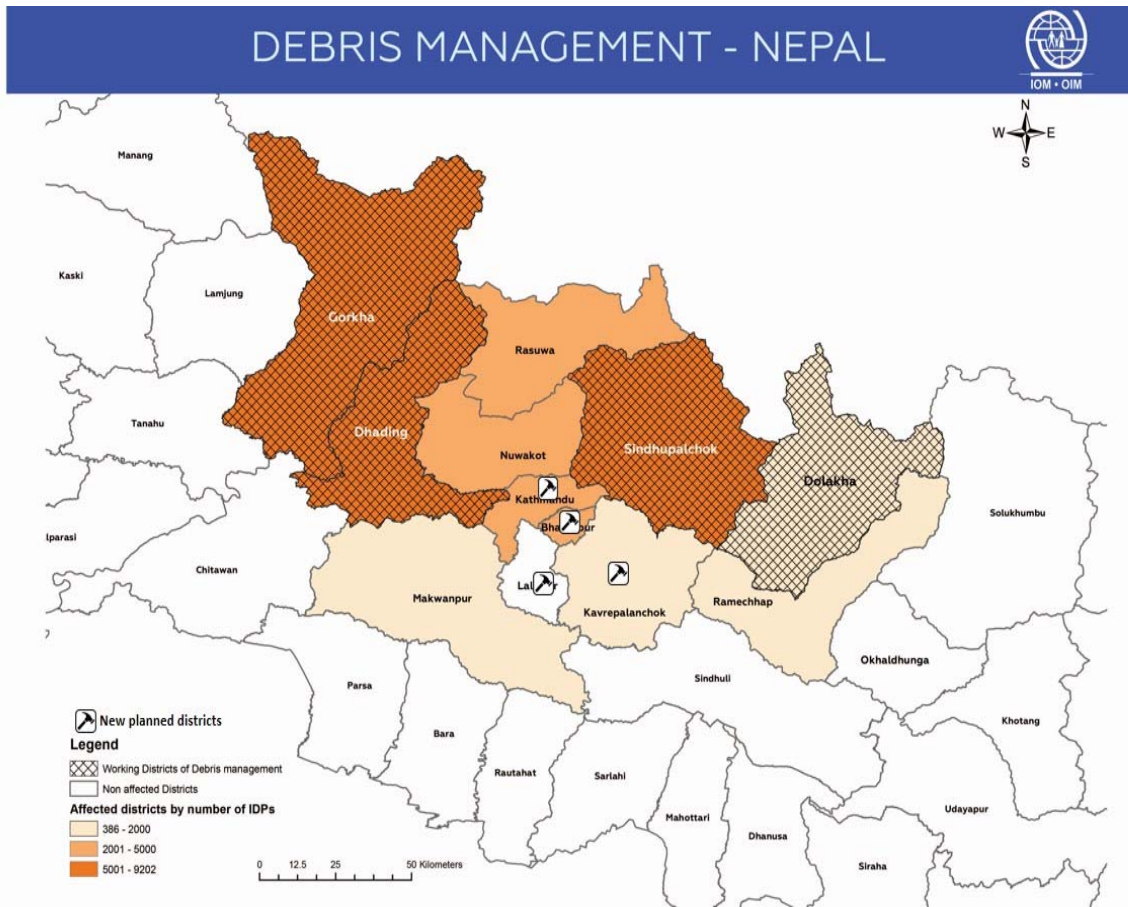 DEBRIS MANAGEMENT - NEPAL
IOM • OIM
N
W E
S
Manang
Kaski
Lamjung
Gorkha
Rasuwa
Tanahu
Dhading
Nuwakot
Sindhupalchok
Dolakha
Kathmandu
Solukhumbu
lparasi
Chitawan
Makwanpur
Kavrepalanchok
Ramechhap
Okhaldhunga
Parsa
Sindhuli
Khotang
Bara
Rautahat
Sarlahi
Mahottari
Dhanusa
Udayapur
Siraha
New planned districts
Legend
Working Districts of Debris management
Non affected Districts
Affected districts by number of IDPs
386 - 2000
2001 - 5000
5001 - 9202
0 12.5 25 50 Kilometers